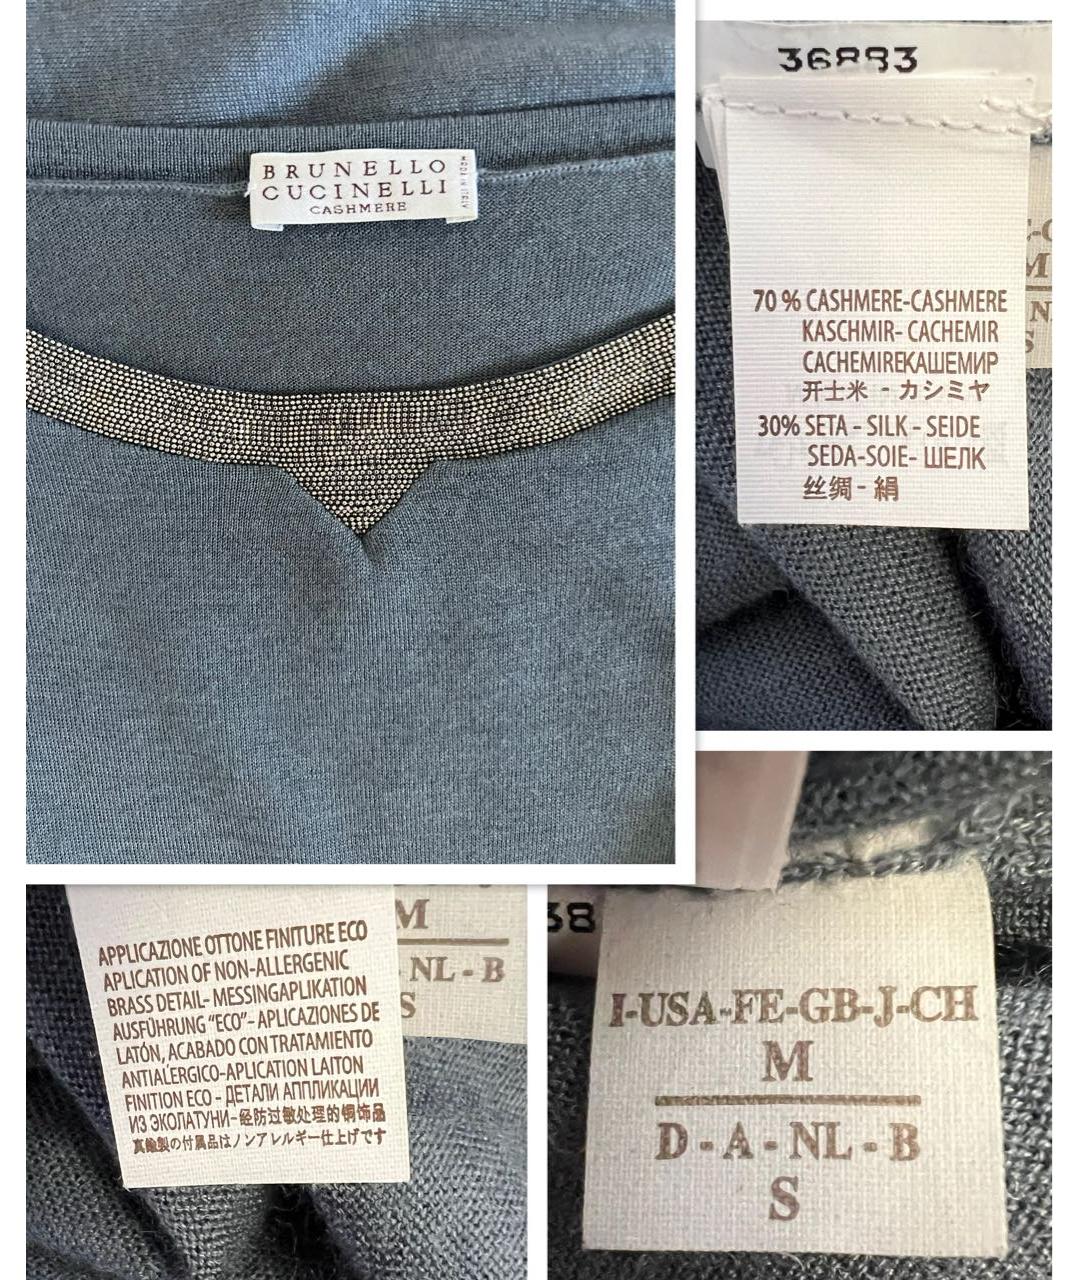 BRUNELLO
CUCINELLI
CASHMERE
MADE IN ITALY
36883
70 % CASHMERE-CASHMERE
KASCHMIR- CACHEMIR
CACHEMIREКАШЕМИР
开士米 - カシミヤ
30% SETA - SILK - SEIDE
SEDA-SOIE- ШЕЛК
丝绸 - 絹
E-G
M
N
S
APPLICAZIONE OTTONE FINITURE ECO
APLICATION OF NON-ALLERGENIC
BRASS DETAIL- MESSINGAPLIKATION
AUSFÜHRUNG "ECO"- APLICACIONES DE
LATÓN, ACABADO CON TRATAMIENTO
ANTIALERGICO-APLICATION LAITON
FINITION ECO - ДЕТАЛИ АППЛИКАЦИИ
ИЗ ЭКОЛАТУНИ-经防过敏处理的铜饰品
真鍮製の付属品はノンアレルギー仕上げです
M
- NL - B
S
38
I-USA-FE-GB-J-CH
M
D - A - NL - B
S